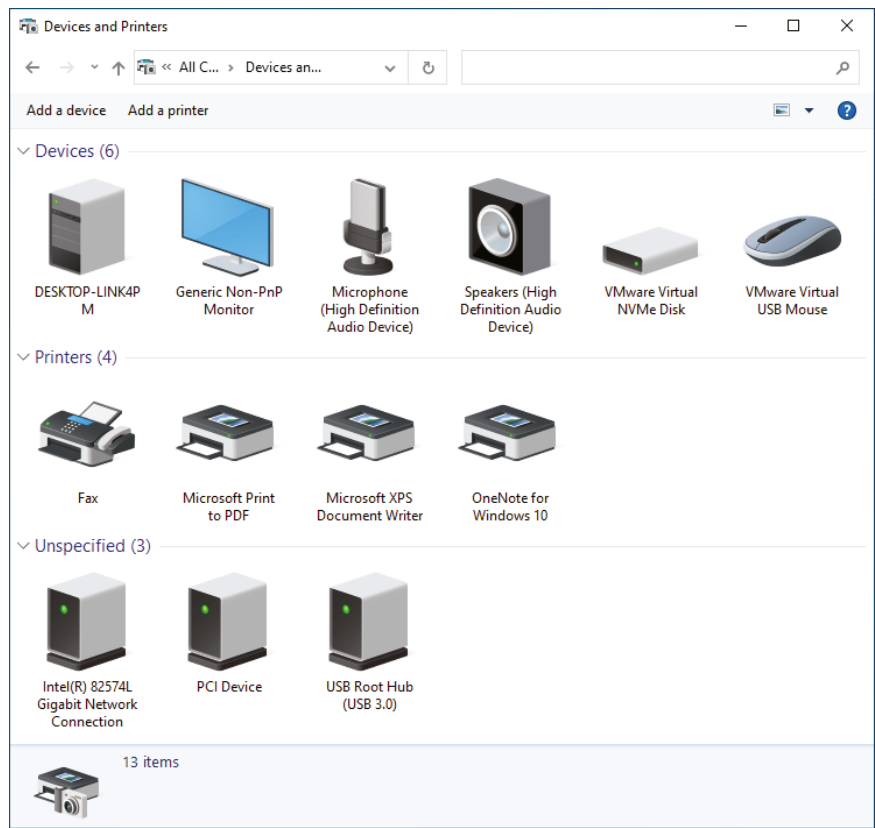 Devices and Printers
« All C... › Devices an...
Add a device Add a printer
?
Devices (6)
DESKTOP-LINK4P
M
Generic Non-PnP
Monitor
Microphone
(High Definition
Audio Device)
Speakers (High
Definition Audio
Device)
VMware Virtual
NVMe Disk
VMware Virtual
USB Mouse
Printers (4)
Fax
Microsoft Print
to PDF
Microsoft XPS
Document Writer
OneNote for
Windows 10
Unspecified (3)
Intel(R) 82574L
Gigabit Network
Connection
PCI Device
USB Root Hub
(USB 3.0)
13 items